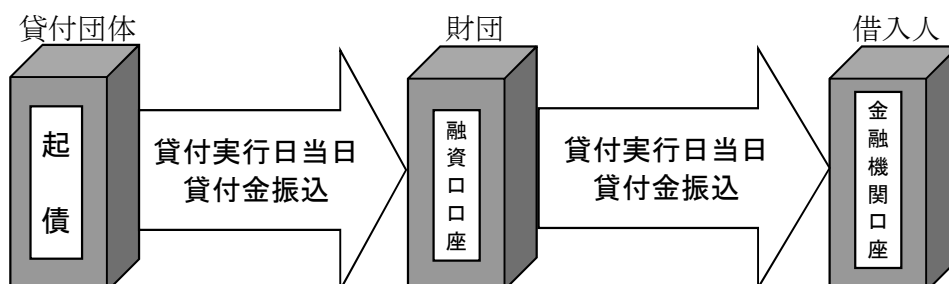 貸付団体
財団
借入人
起債
貸付実行日当日
貸付金振込
融資口口座
貸付実行日当日
貸付金振込
金融機関口座